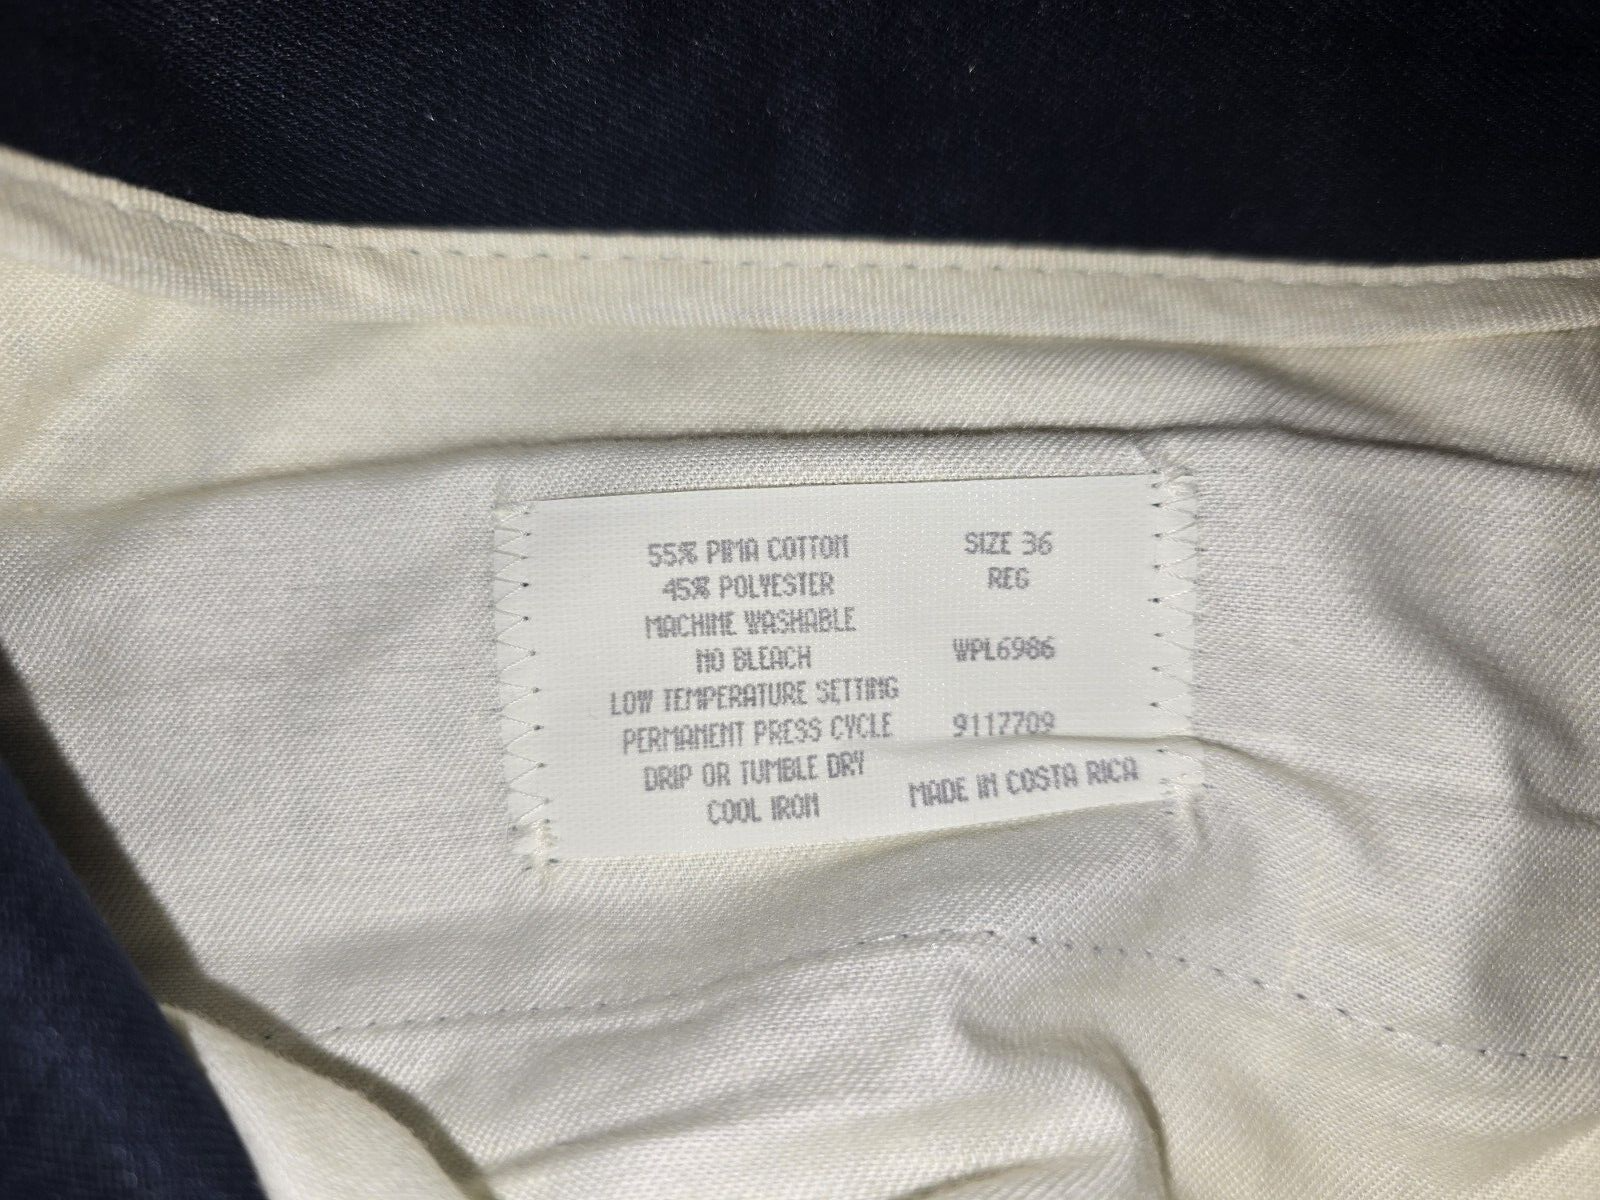 55% PIMA COTTON
45% POLYESTER
MACHINE WASHABLE
NO BLEACH
LOW TEMPERATURE SETTING
PERMANENT PRESS CYCLE
DRIP OR TUMBLE DRY
COOL IRON
SIZE 36
REG
WPL6986
9117709
MADE IN COSTA RICA